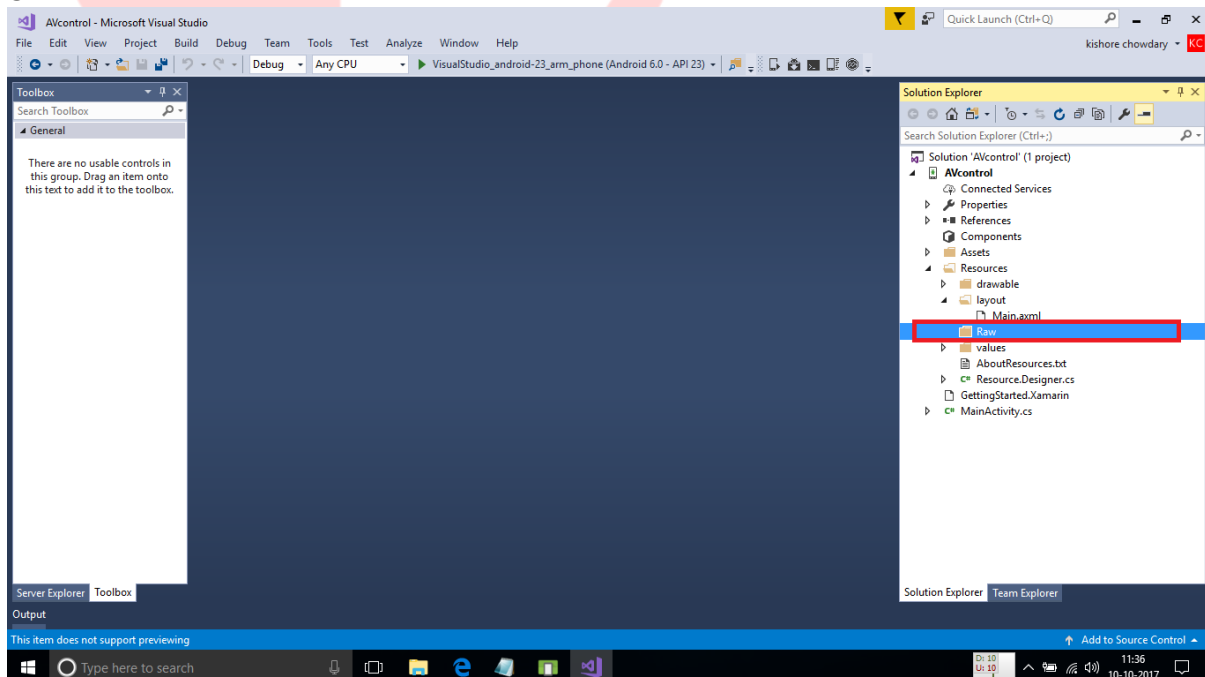 AVcontrol - Microsoft Visual Studio
Quick Launch (Ctrl+Q)
File Edit View Project Build Debug Team Tools Test Analyze Window Help
kishore chowdary KC
Debug Any CPU VisualStudio_android-23_arm_phone (Android 6.0 - API 23)
Toolbox
Search Toolbox
General
There are no usable controls in
this group. Drag an item onto
this text to add it to the toolbox.
Solution Explorer
Search Solution Explorer (Ctrl+;)
Solution 'AVcontrol' (1 project)
AVcontrol
Connected Services
Properties
References
Components
Assets
Resources
drawable
layout
Main.axml
Raw
values
AboutResources.txt
C# Resource.Designer.cs
GettingStarted.Xamarin
C# MainActivity.cs
Server Explorer Toolbox
Solution Explorer Team Explorer
Output
This item does not support previewing
Add to Source Control
Type here to search
D: 10
U: 10
11:36
10-10-2017